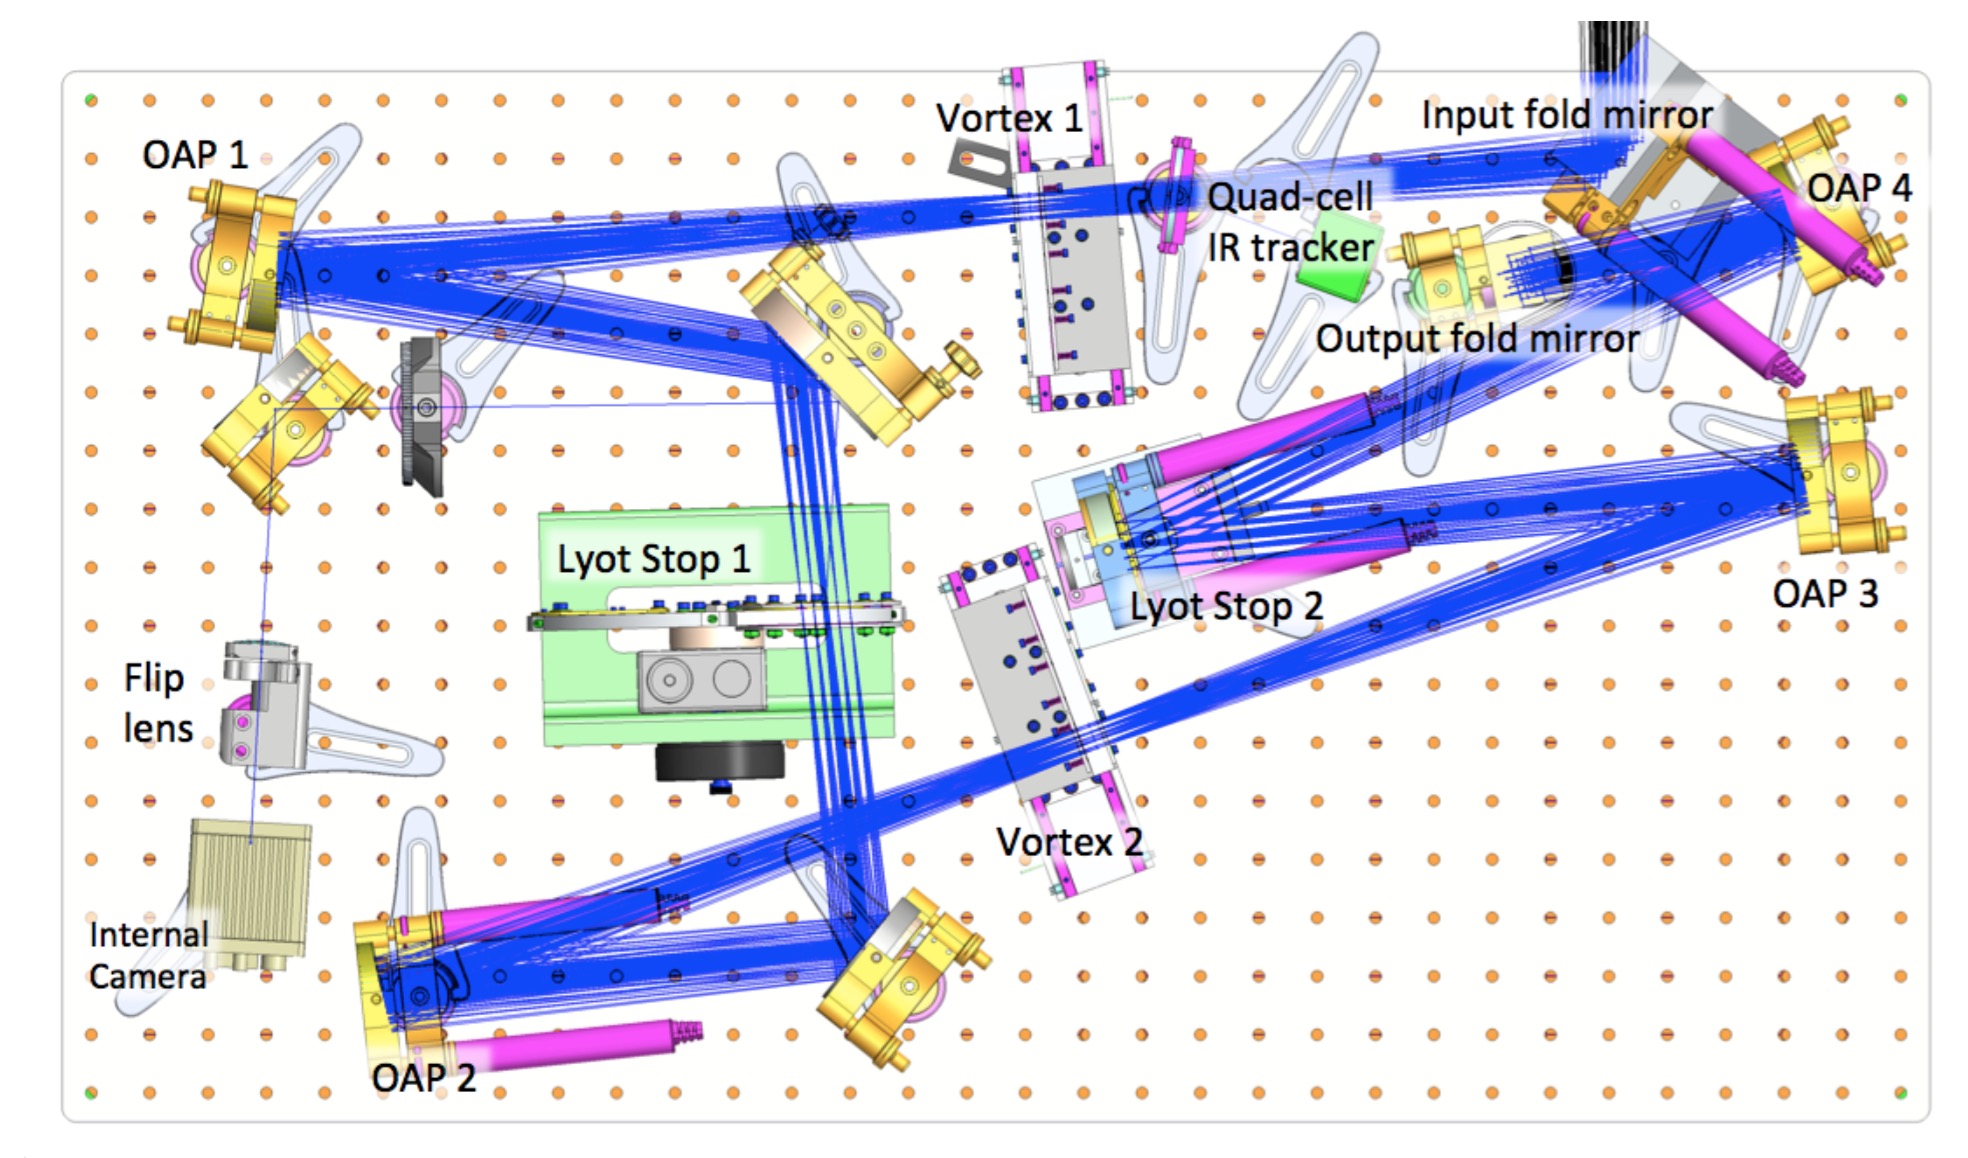 Vortex 1
Input fold mirror
OAP 1
OAP 4
Quad-cell
IR tracker
Output fold mirror
Lyot Stop 1
Lyot Stop 2
OAP 3
Flip
lens
Vortex 2
Internal
Camera
OAP 2